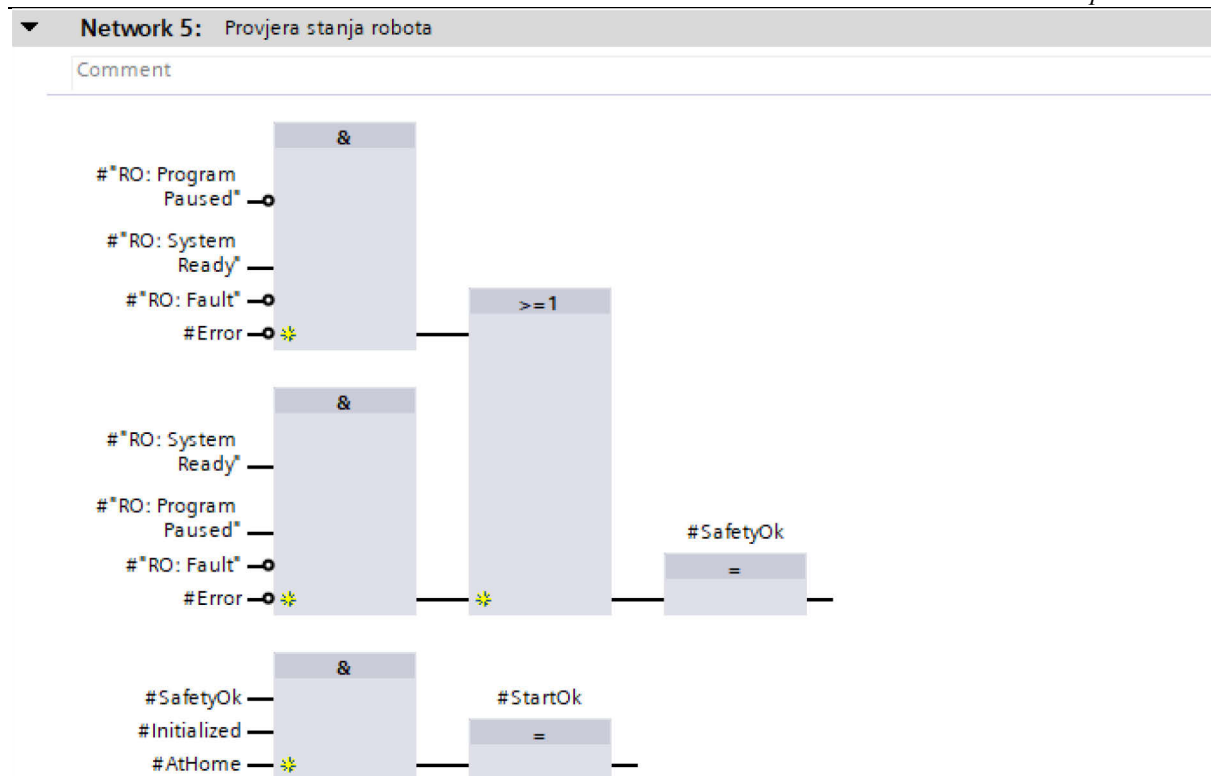 Network 5: Provjera stanja robota
Comment
&
#"RO: Program
Paused"
#"RO: System
Ready"
#"RO: Fault"
#Error
>=1
&
#"RO: System
Ready"
#"RO: Program
Paused"
#"RO: Fault"
#Error
#SafetyOk
=
&
#SafetyOk
#Initialized
#AtHome
#StartOk
=